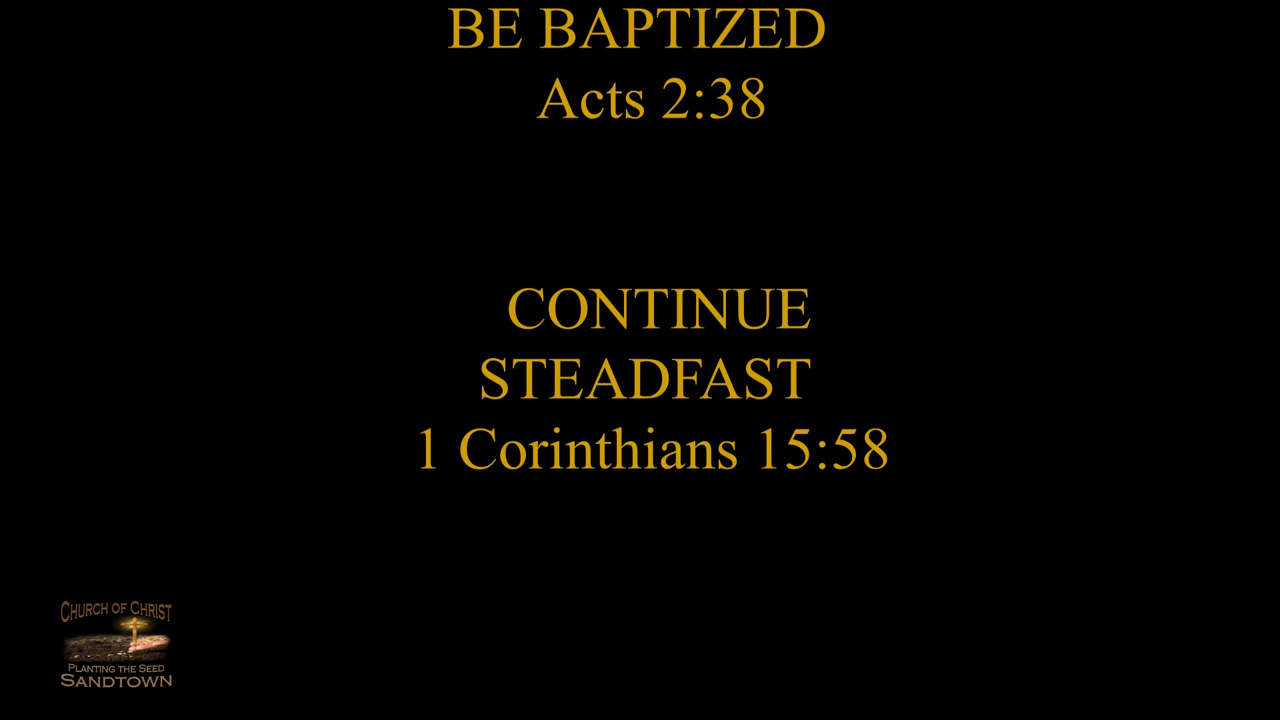 BE BAPTIZED
Acts 2:38
CONTINUE
STEADFAST
1 Corinthians 15:58
CHURCH OF CHRIST
PLANTING THE SEED
SANDTOWN